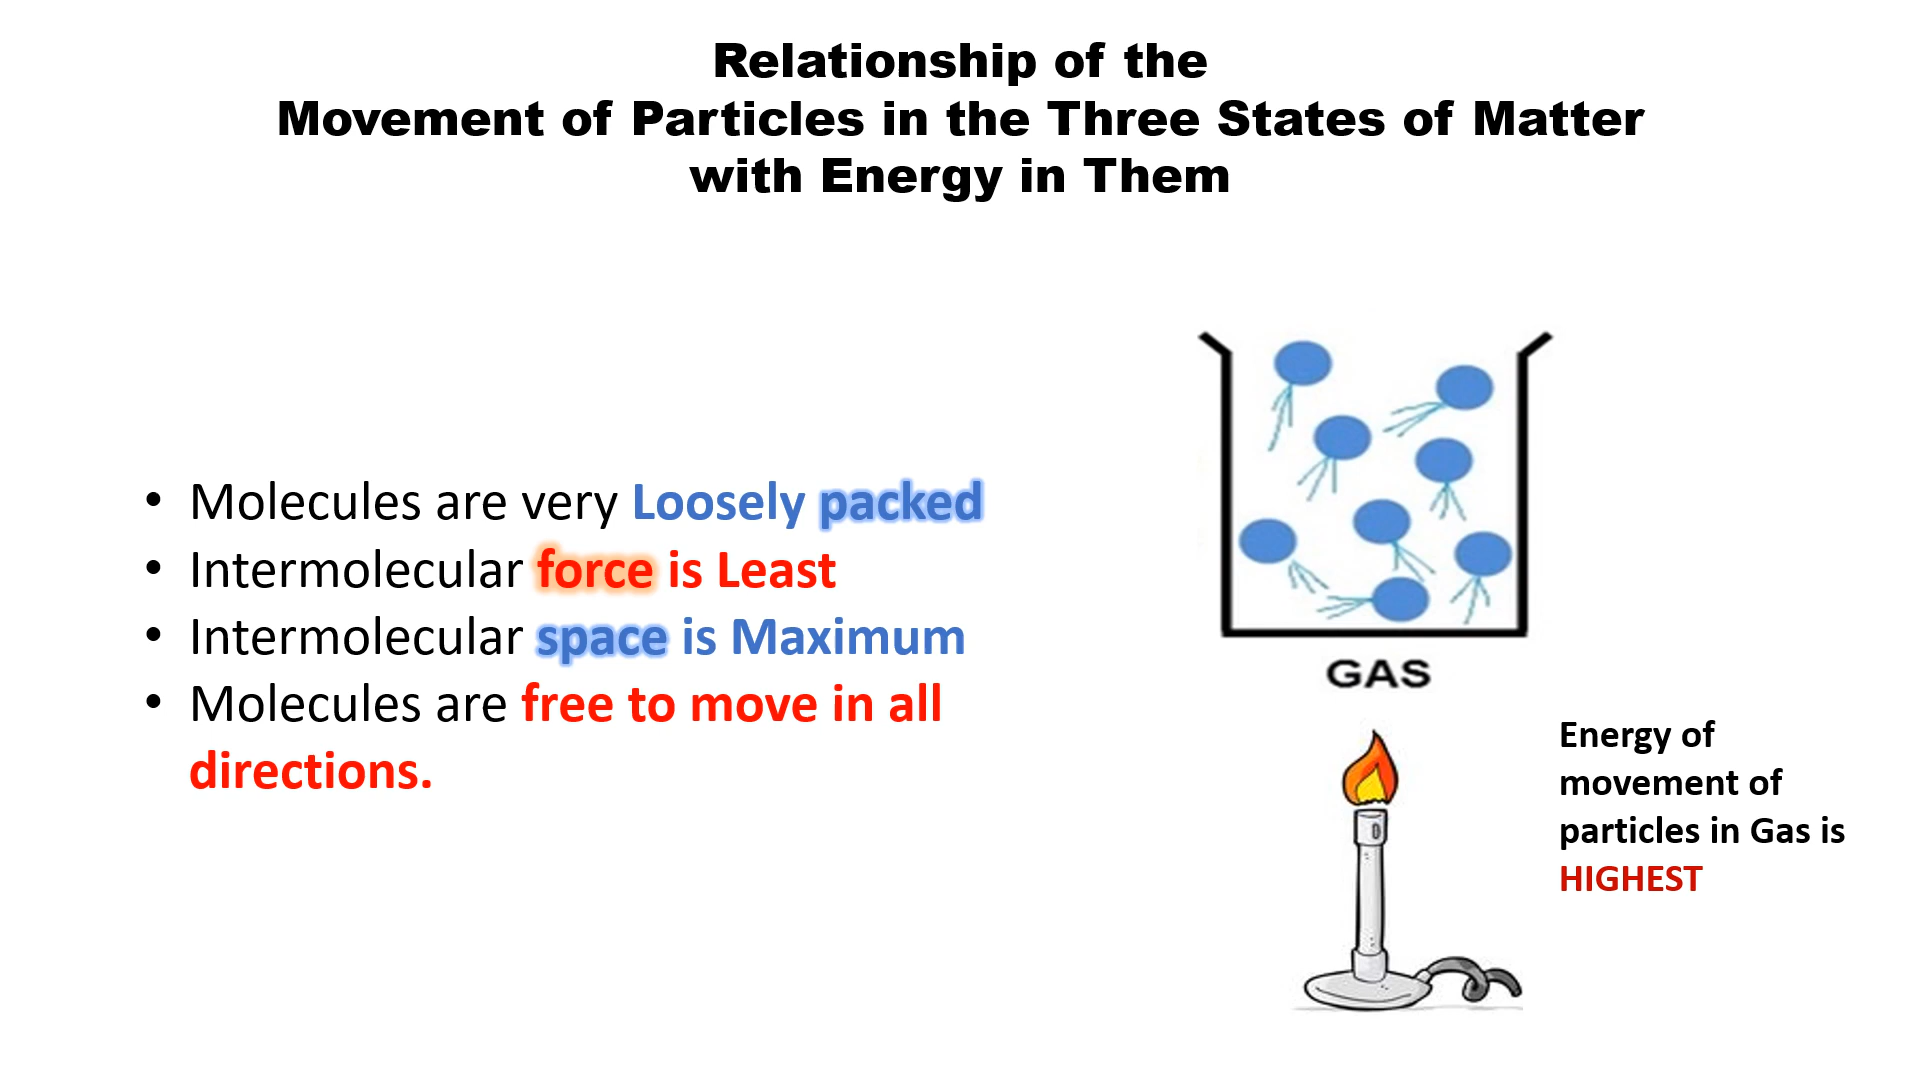 Relationship of the
Movement of Particles in the Three States of Matter
with Energy in Them
• Molecules are very Loosely packed
• Intermolecular force is Least
• Intermolecular space is Maximum
• Molecules are free to move in all
directions.
GAS
Energy of
movement of
particles in Gas is
HIGHEST